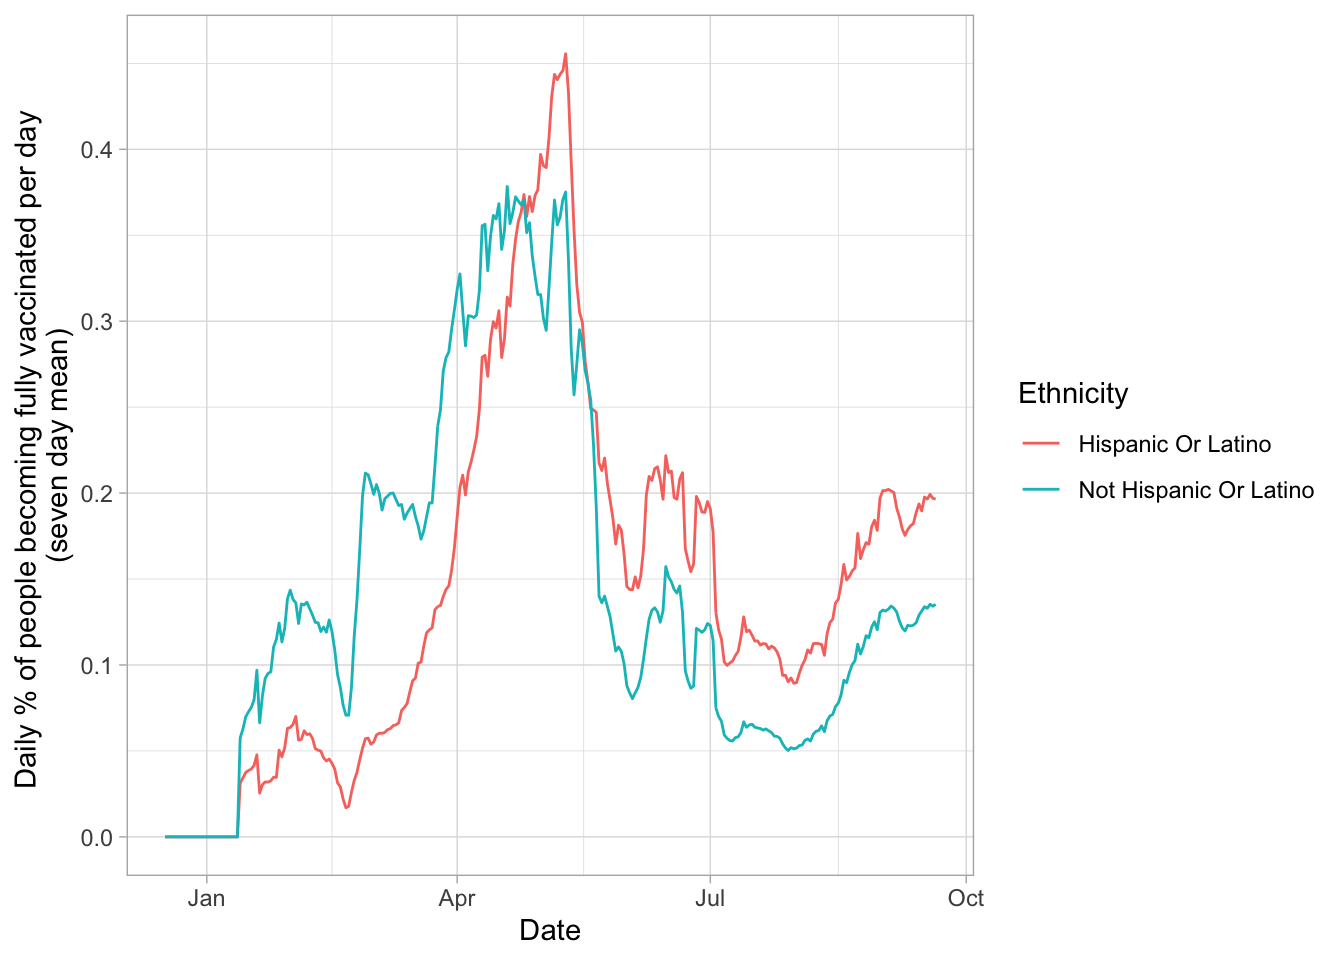 Daily % of people becoming fully vaccinated per day
(seven day mean)
0.4
0.3
0.2
0.1
0.0
Jan
Apr
Jul
Oct
Date
Ethnicity
Hispanic Or Latino
Not Hispanic Or Latino